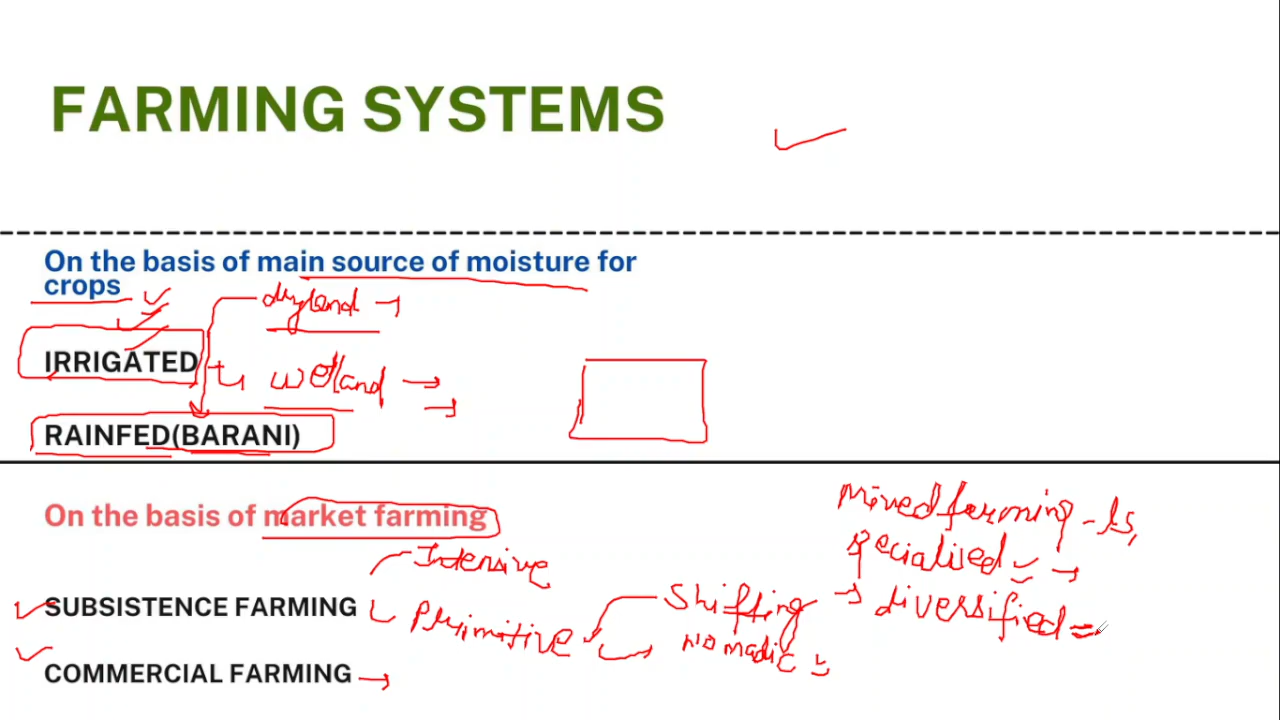 FARMING SYSTEMS
On the basis of main source of moisture for
crops
dryland
IRRIGATED
wetland
RAINFED(BARANI)
On the basis of market farming
Mixed farming -
specialised
Intensive
SUBSISTENCE FARMING
Primitive
Shifting
diversified
nomadic
COMMERCIAL FARMING